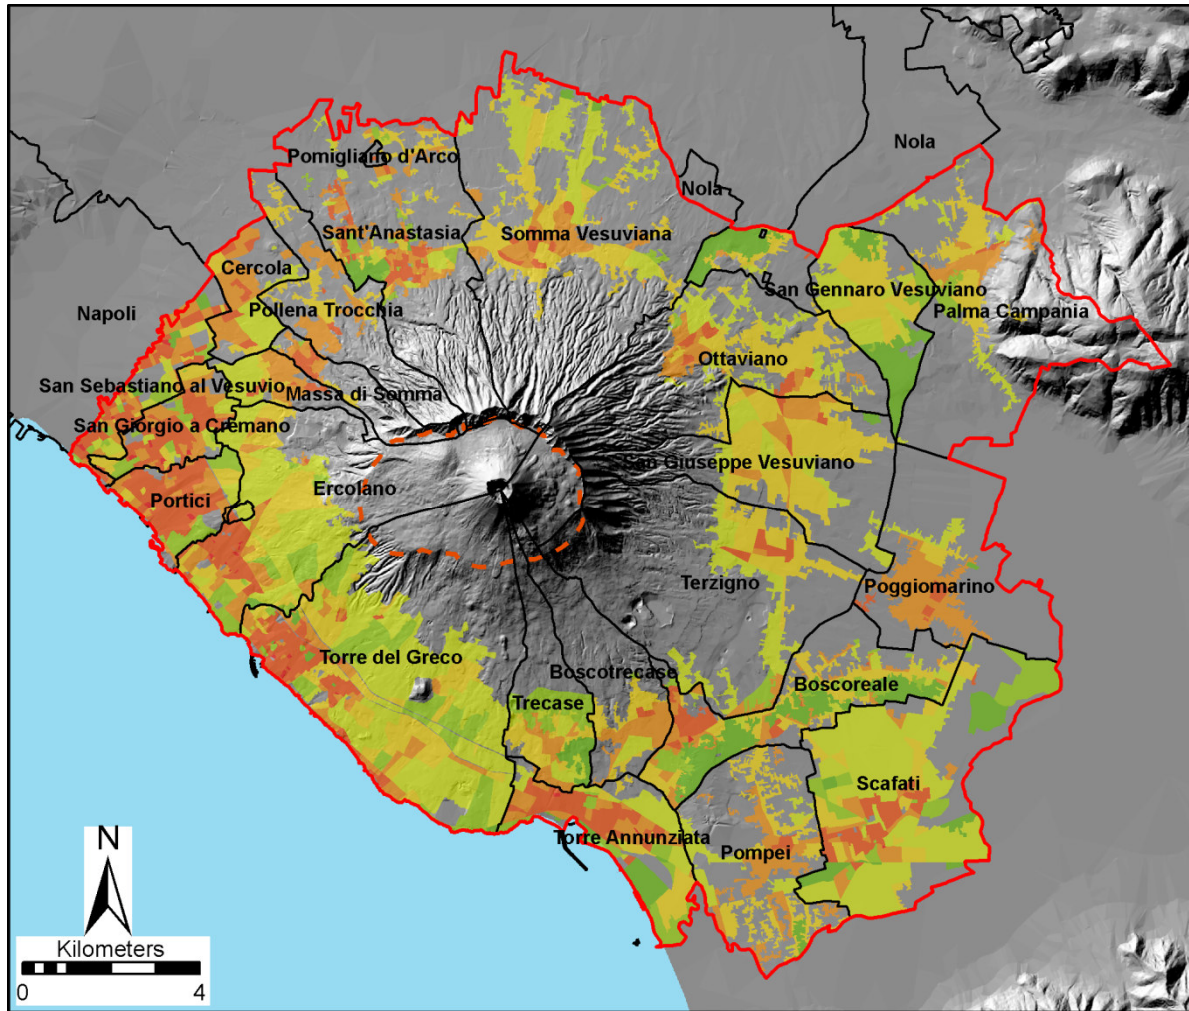 Nola
Pomigliano d'Arco
Nola
Sant'Anastasia
Somma Vesuviana
Cercola
San Gennaro Vesuviano
Napoli
Pollena Trocchia
Palma Campania
Ottaviano
San Sebastiano al Vesuvio
Massa di Somma
San Giorgio a Cremano
San Giuseppe Vesuviano
Portici
Ercolano
Terzigno
Poggiomarino
Torre del Greco
Boscotrecase
Boscoreale
Trecase
Scafati
Torre Annunziata
Pompei
N
Kilometers
0 4